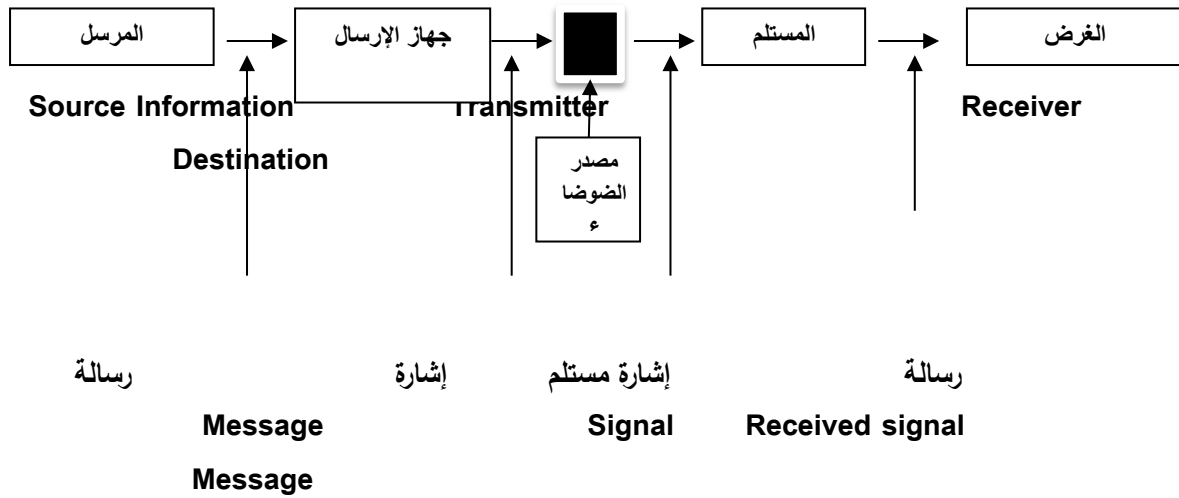 المرسل
جهاز الإرسال
المستلم
الغرض
Source Information Transmitter Receiver
Destination
مصدر
الضوضا
ء
رسالة إشارة إشارة مستلم رسالة
Message Signal Received signal
Message